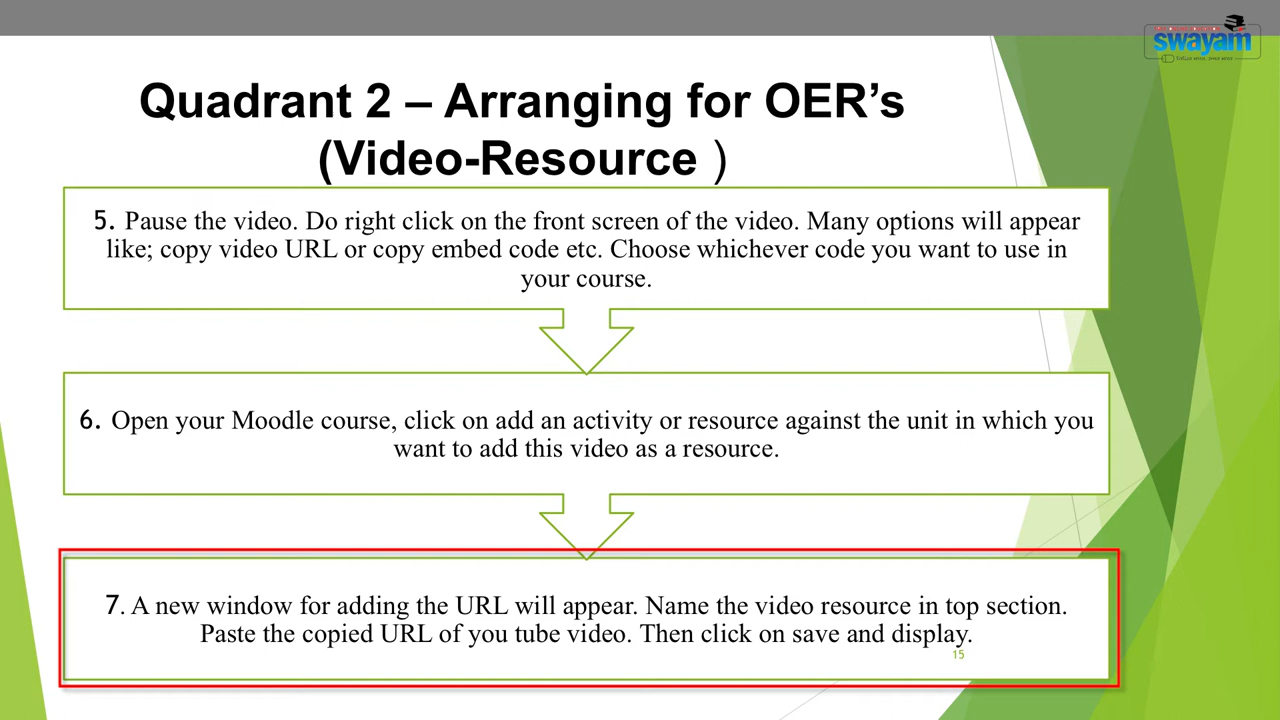 swayam
Quadrant 2 – Arranging for OER’s
(Video-Resource )
5. Pause the video. Do right click on the front screen of the video. Many options will appear
like; copy video URL or copy embed code etc. Choose whichever code you want to use in
your course.
6. Open your Moodle course, click on add an activity or resource against the unit in which you
want to add this video as a resource.
7. A new window for adding the URL will appear. Name the video resource in top section.
Paste the copied URL of you tube video. Then click on save and display.
15